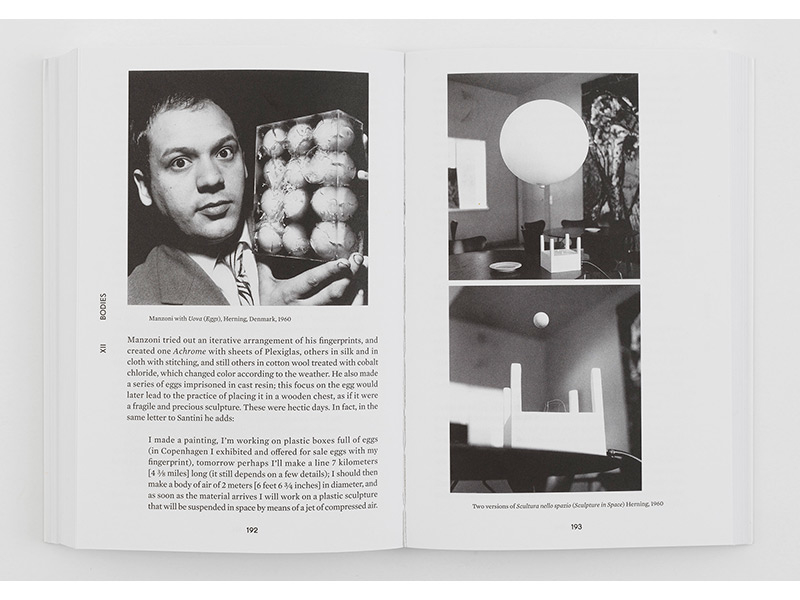 XII BODIES
Manzoni with Uova (Eggs), Herning, Denmark, 1960
Manzoni tried out an iterative arrangement of his fingerprints, and
created one Achrome with sheets of Plexiglas, others in silk and in
cloth with stitching, and still others in cotton wool treated with cobalt
chloride, which changed color according to the weather. He also made
a series of eggs imprisoned in cast resin; this focus on the egg would
later lead to the practice of placing it in a wooden chest, as if it were
a fragile and precious sculpture. These were hectic days. In fact, in the
same letter to Santini he adds:
I made a painting, I’m working on plastic boxes full of eggs
(in Copenhagen I exhibited and offered for sale eggs with my
fingerprint), tomorrow perhaps I’ll make a line 7 kilometers
[4 ⅜ miles] long (it still depends on a few details); I should then
make a body of air of 2 meters [6 feet 6 ¾ inches] in diameter, and
as soon as the material arrives I will work on a plastic sculpture
that will be suspended in space by means of a jet of compressed air.
192
Two versions of Scultura nello spazio (Sculpture in Space) Herning, 1960
193